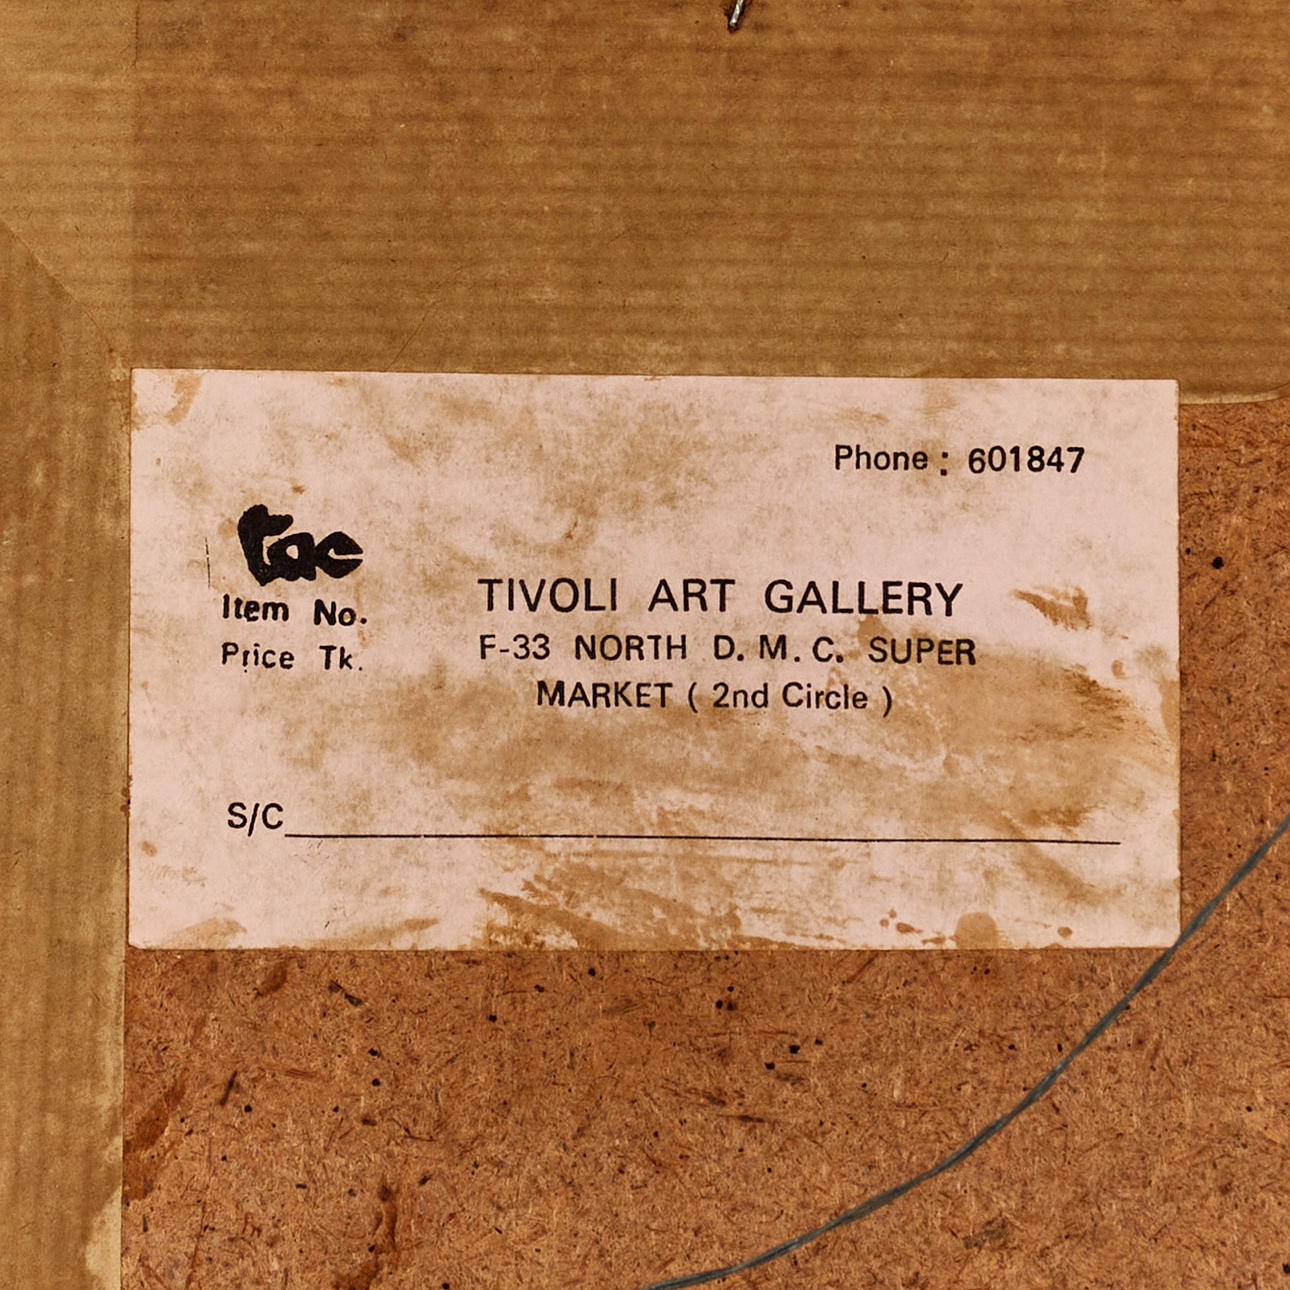 Phone : 601847
tac
Item No.
Price Tk.
TIVOLI ART GALLERY
F-33 NORTH D. M. C. SUPER
MARKET ( 2nd Circle )
S/C